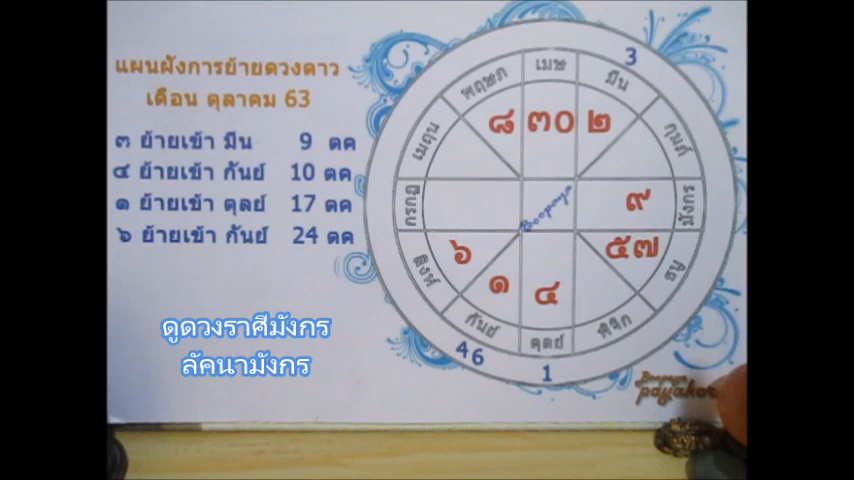 แผนผังการย้ายดวงดาว
เดือน ตุลาคม 63
๓ ย้ายเข้า มีน 9 ตค
๔ ย้ายเข้า กันย์ 10 ตค
๑ ย้ายเข้า ตุลย์ 17 ตค
๖ ย้ายเข้า กันย์ 24 ตค
ดูดวงราศีมังกร
ลัคนามังกร
3
พฤษภ เมษ มีน
เมถุน กุมภ์
๘ ๓๐ ๒
กรกฎ มังกร
๙
Boopaya
๖ ๕๗
สิงห์ ธนู
๑ ๔
กันย์ ตุลย์ พิจิก
46 1
Boopaya
payakor